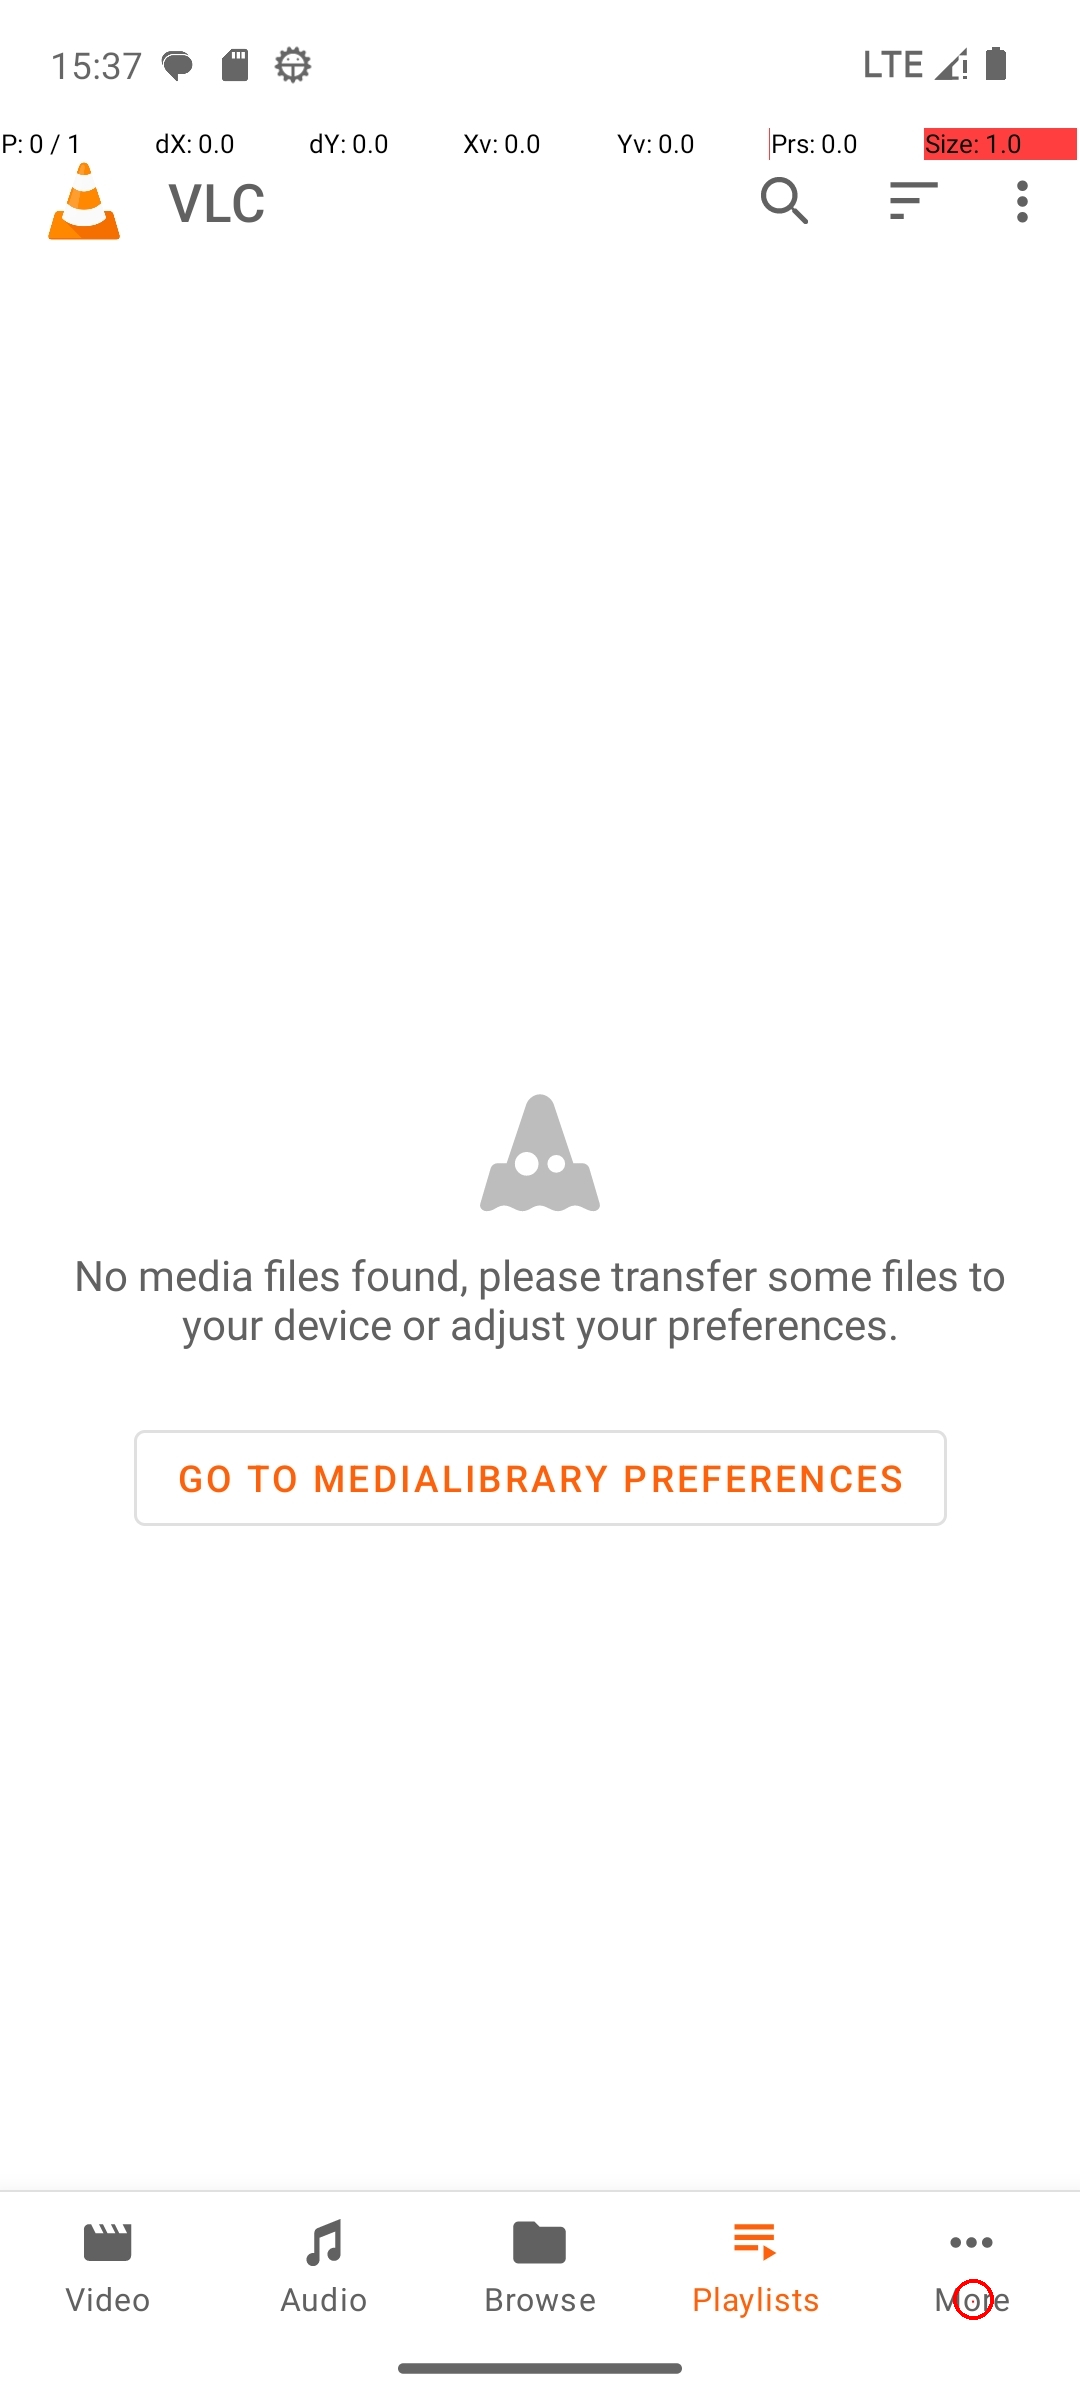 15:37 LTE
P: 0 / 1 dX: 0.0 dY: 0.0 Xv: 0.0 Yv: 0.0 Prs: 0.0 Size: 1.0
VLC
No media files found, please transfer some files to
your device or adjust your preferences.
GO TO MEDIALIBRARY PREFERENCES
Video Audio Browse Playlists More